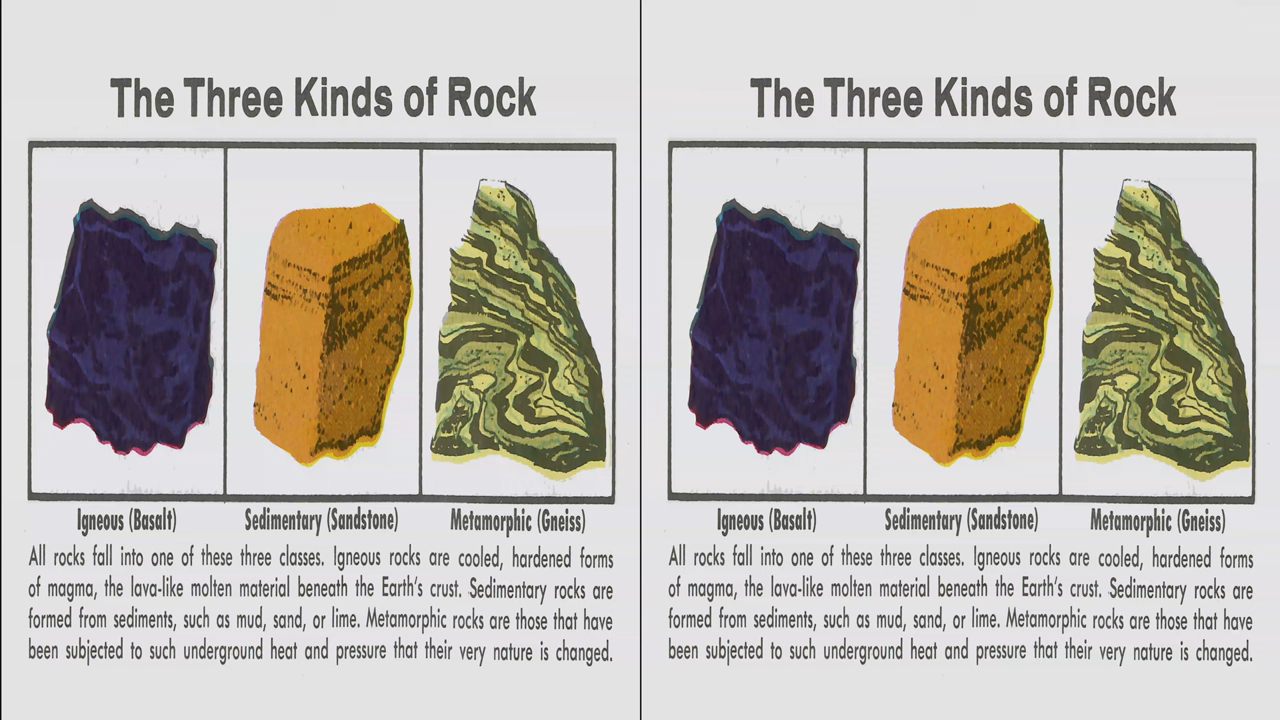 The Three Kinds of Rock
Igneous (Basalt) Sedimentary (Sandstone) Metamorphic (Gneiss)
All rocks fall into one of these three classes. Igneous rocks are cooled, hardened forms
of magma, the lava-like molten material beneath the Earth's crust. Sedimentary rocks are
formed from sediments, such as mud, sand, or lime. Metamorphic rocks are those that have
been subjected to such underground heat and pressure that their very nature is changed.
The Three Kinds of Rock
Igneous (Basalt) Sedimentary (Sandstone) Metamorphic (Gneiss)
All rocks fall into one of these three classes. Igneous rocks are cooled, hardened forms
of magma, the lava-like molten material beneath the Earth's crust. Sedimentary rocks are
formed from sediments, such as mud, sand, or lime. Metamorphic rocks are those that have
been subjected to such underground heat and pressure that their very nature is changed.